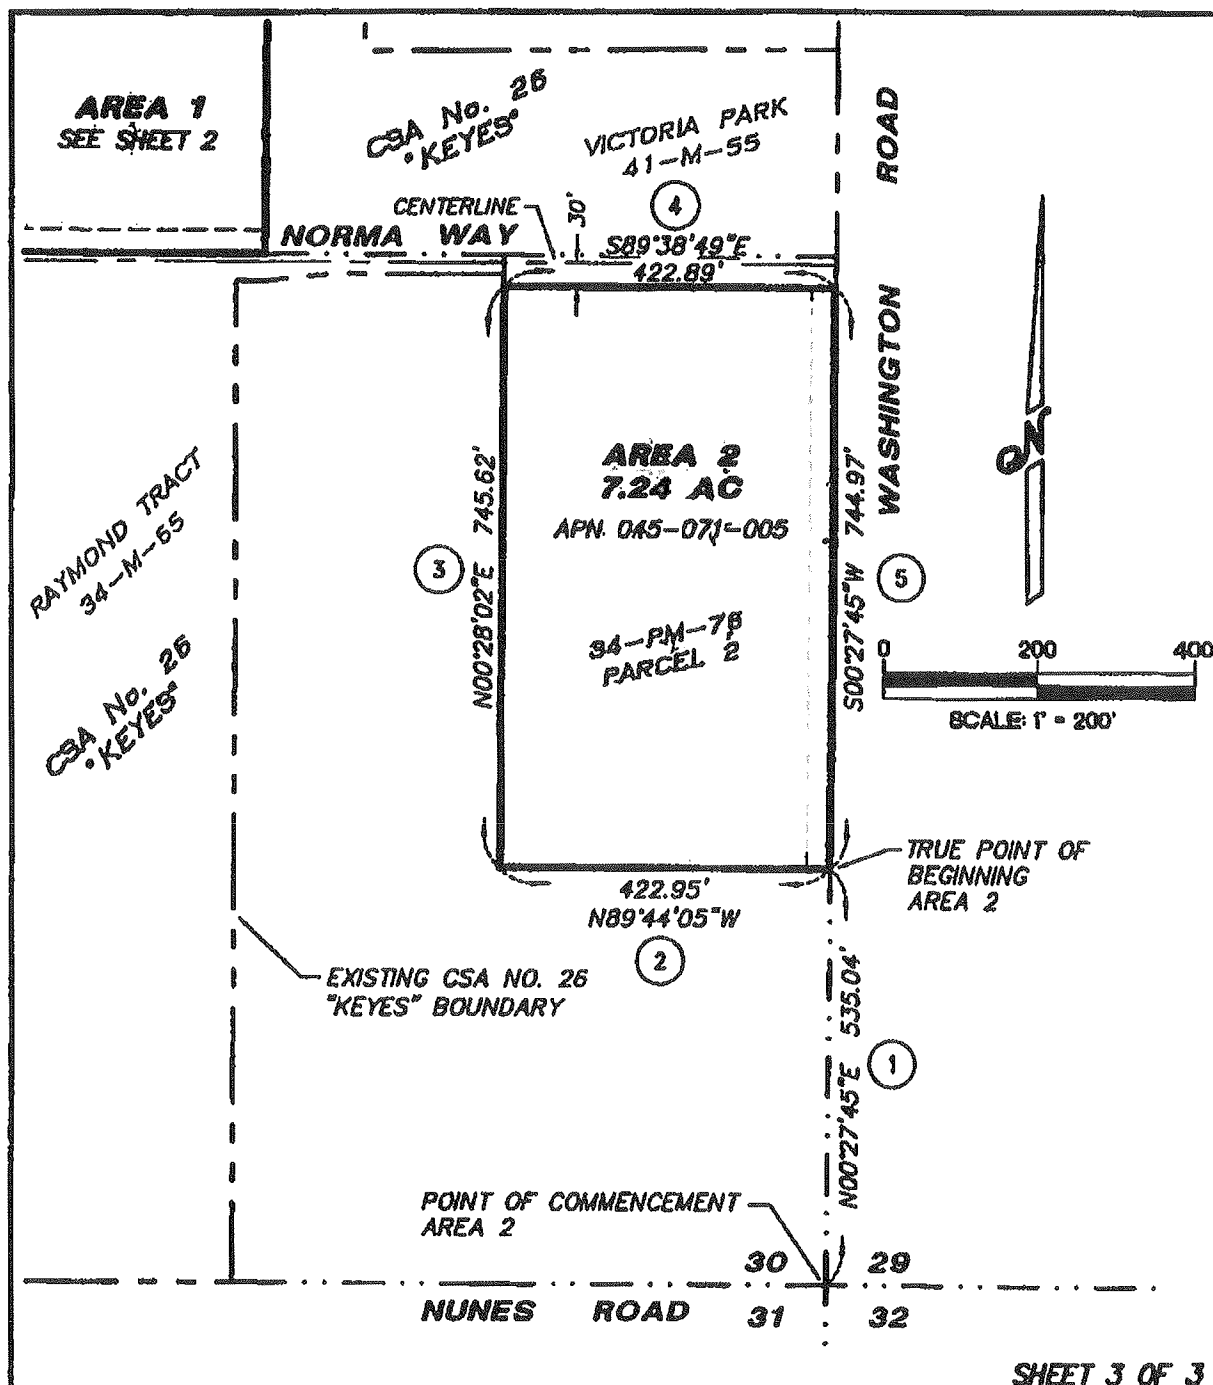 AREA 1
SEE SHEET 2
CSA No. 26
"KEYES"
VICTORIA PARK
41-M-55
4
ROAD
CENTERLINE
30'
NORMA WAY
S89°38'49"E
422.89'
WASHINGTON
AREA 2
7.24 AC
APN. 045-071-005
N00°28'02"E 745.62'
3
S00°27'45"W 744.97'
5
N
RAYMOND TRACT
34-M-55
34-PM-78
PARCEL 2
CSA No. 26
"KEYES"
0 200 400
SCALE: 1" = 200'
TRUE POINT OF
BEGINNING
AREA 2
422.95'
N89°44'05"W
2
EXISTING CSA NO. 26
"KEYES" BOUNDARY
N00°27'45"E 535.04'
1
POINT OF COMMENCEMENT
AREA 2
30 29
NUNES ROAD 31 32
SHEET 3 OF 3